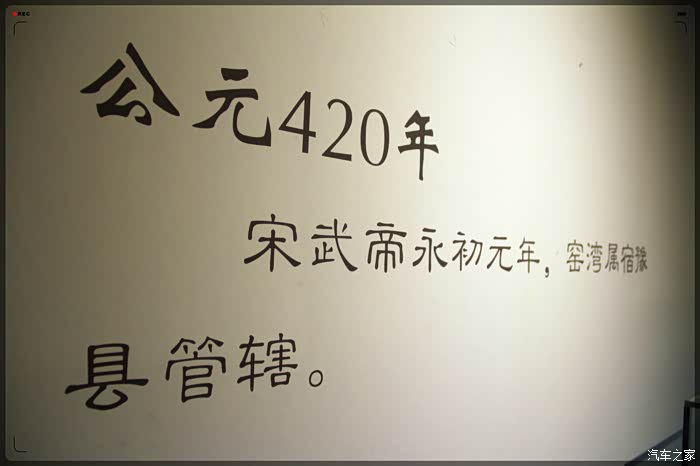 公元420年
宋武帝永初元年，窑湾属宿豫
县管辖。
汽车之家